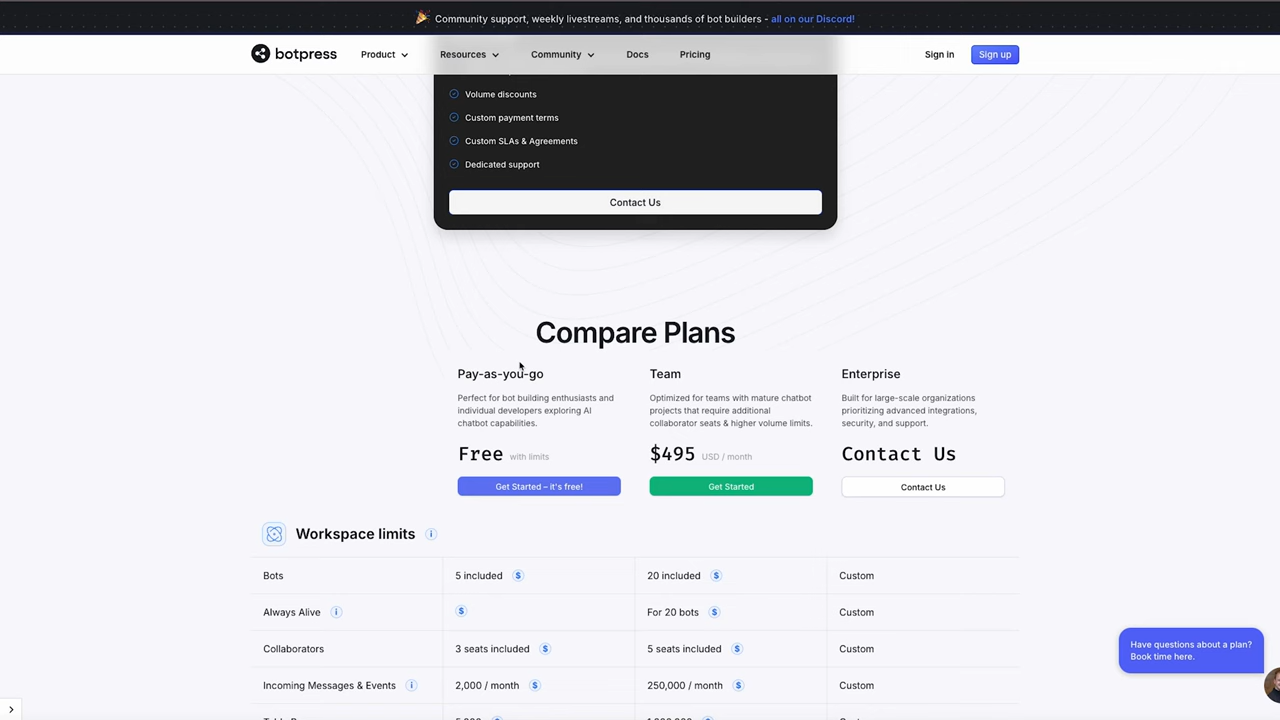 Community support, weekly livestreams, and thousands of bot builders - all on our Discord!
botpress Product Resources Community Docs Pricing Sign in Sign up
Volume discounts
Custom payment terms
Custom SLAs & Agreements
Dedicated support
Contact Us
Compare Plans
Pay-as-you-go
Perfect for bot building enthusiasts and
individual developers exploring AI
chatbot capabilities.
Free with limits
Get Started – it's free!
Team
Optimized for teams with mature chatbot
projects that require additional
collaborator seats & higher volume limits.
$495 USD / month
Get Started
Enterprise
Built for large-scale organizations
prioritizing advanced integrations,
security, and support.
Contact Us
Contact Us
Workspace limits i
Bots 5 included $ 20 included $ Custom
Always Alive i $ For 20 bots $ Custom
Collaborators 3 seats included $ 5 seats included $ Custom
Incoming Messages & Events i 2,000 / month $ 250,000 / month $ Custom
Have questions about a plan?
Book time here.